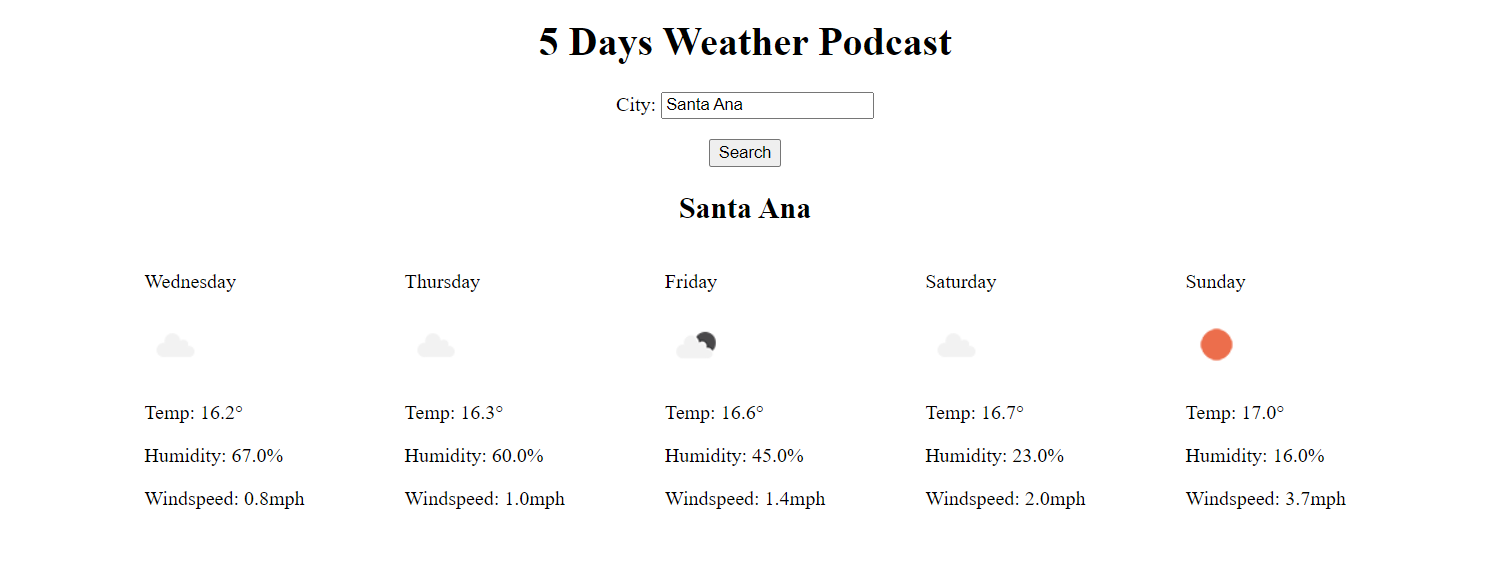 5 Days Weather Podcast
City: Santa Ana
Search
Santa Ana
Wednesday Thursday Friday Saturday Sunday
Temp: 16.2° Temp: 16.3° Temp: 16.6° Temp: 16.7° Temp: 17.0°
Humidity: 67.0% Humidity: 60.0% Humidity: 45.0% Humidity: 23.0% Humidity: 16.0%
Windspeed: 0.8mph Windspeed: 1.0mph Windspeed: 1.4mph Windspeed: 2.0mph Windspeed: 3.7mph